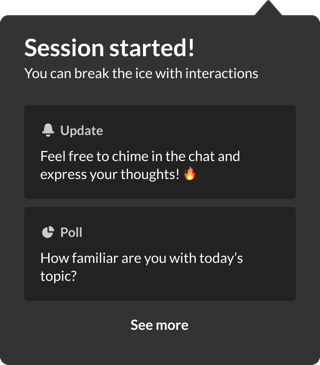 Session started!
You can break the ice with interactions
Update
Feel free to chime in the chat and
express your thoughts! 🔥
Poll
How familiar are you with today’s
topic?
See more